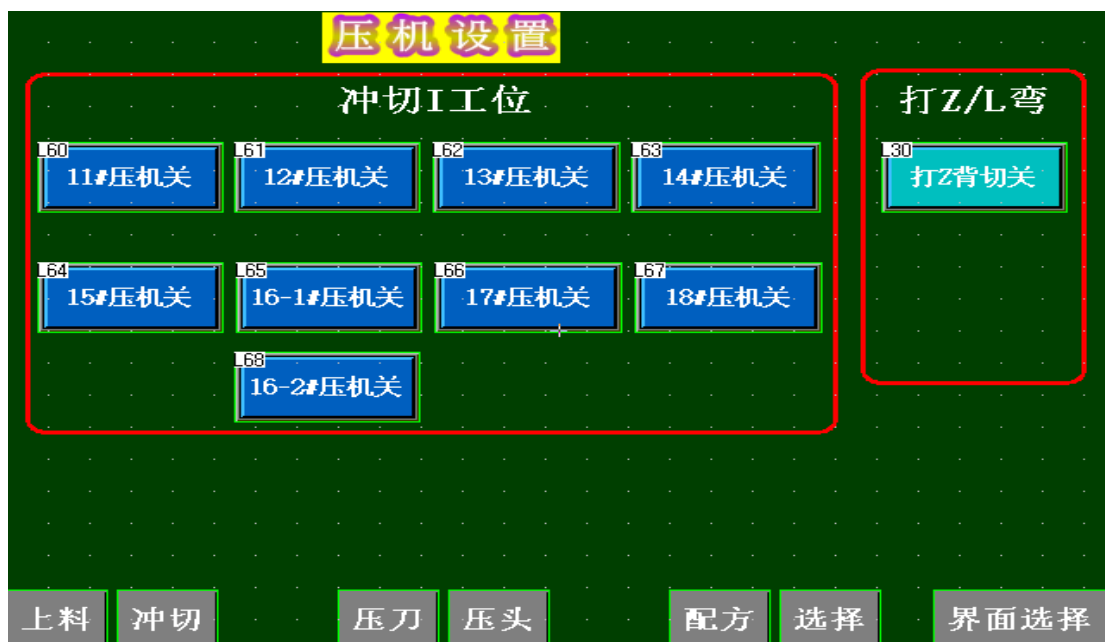 压机设置
冲切I工位
打Z/L弯
L60 L61 L62 L63 L30
11#压机关 12#压机关 13#压机关 14#压机关 打Z背切关
L64 L65 L66 L67
15#压机关 16-1#压机关 17#压机关 18#压机关
L68
16-2#压机关
上料 冲切 压刀 压头 配方 选择 界面选择